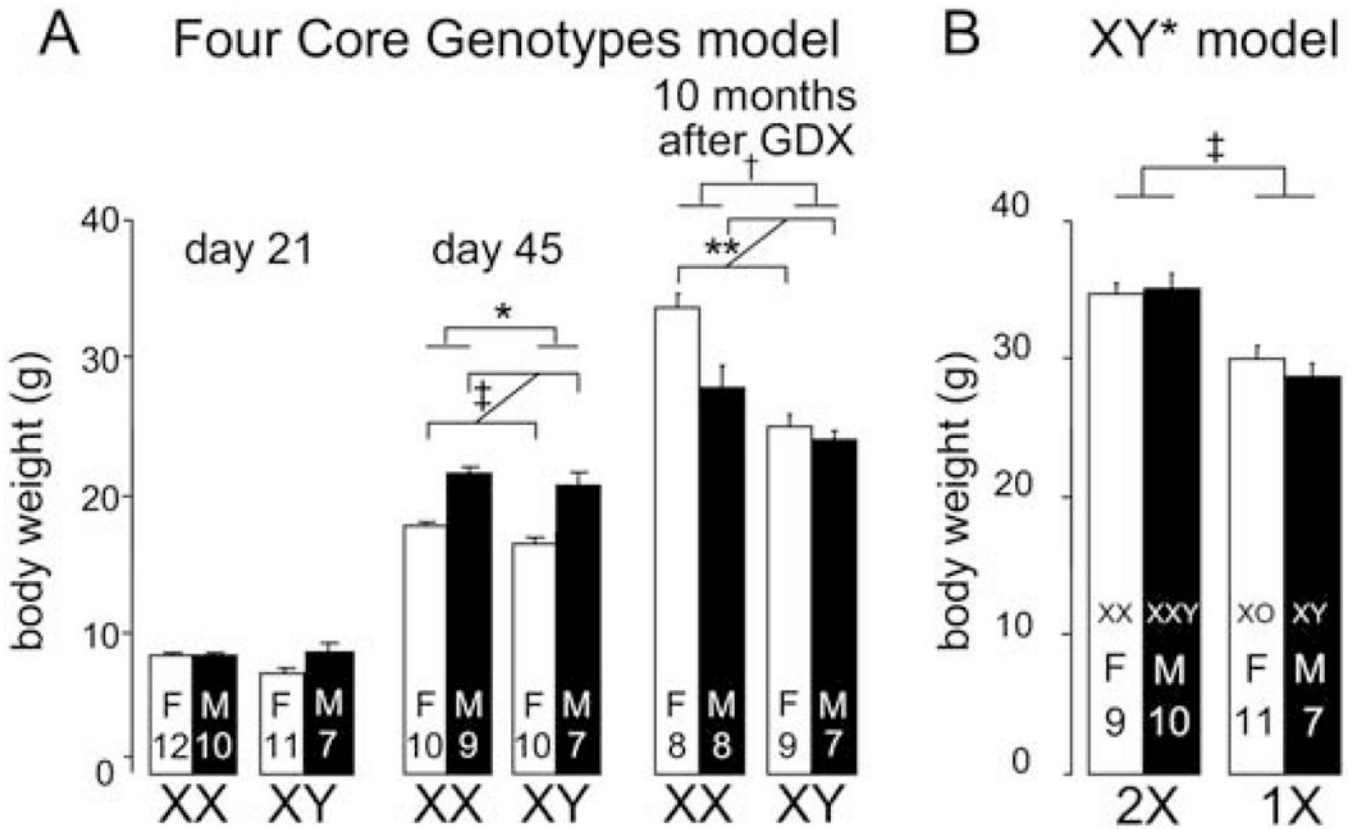 A Four Core Genotypes model
10 months
after GDX
†
day 21
day 45
*
‡
**
body weight (g)
40
30
20
10
0
F M F M F M F M F M F M
12 10 11 7 10 9 10 7 8 8 9 7
XX XY XX XY XX XY
B XY* model
‡
body weight (g)
40
30
20
10
0
XX XXY XO XY
F M F M
9 10 11 7
2X 1X